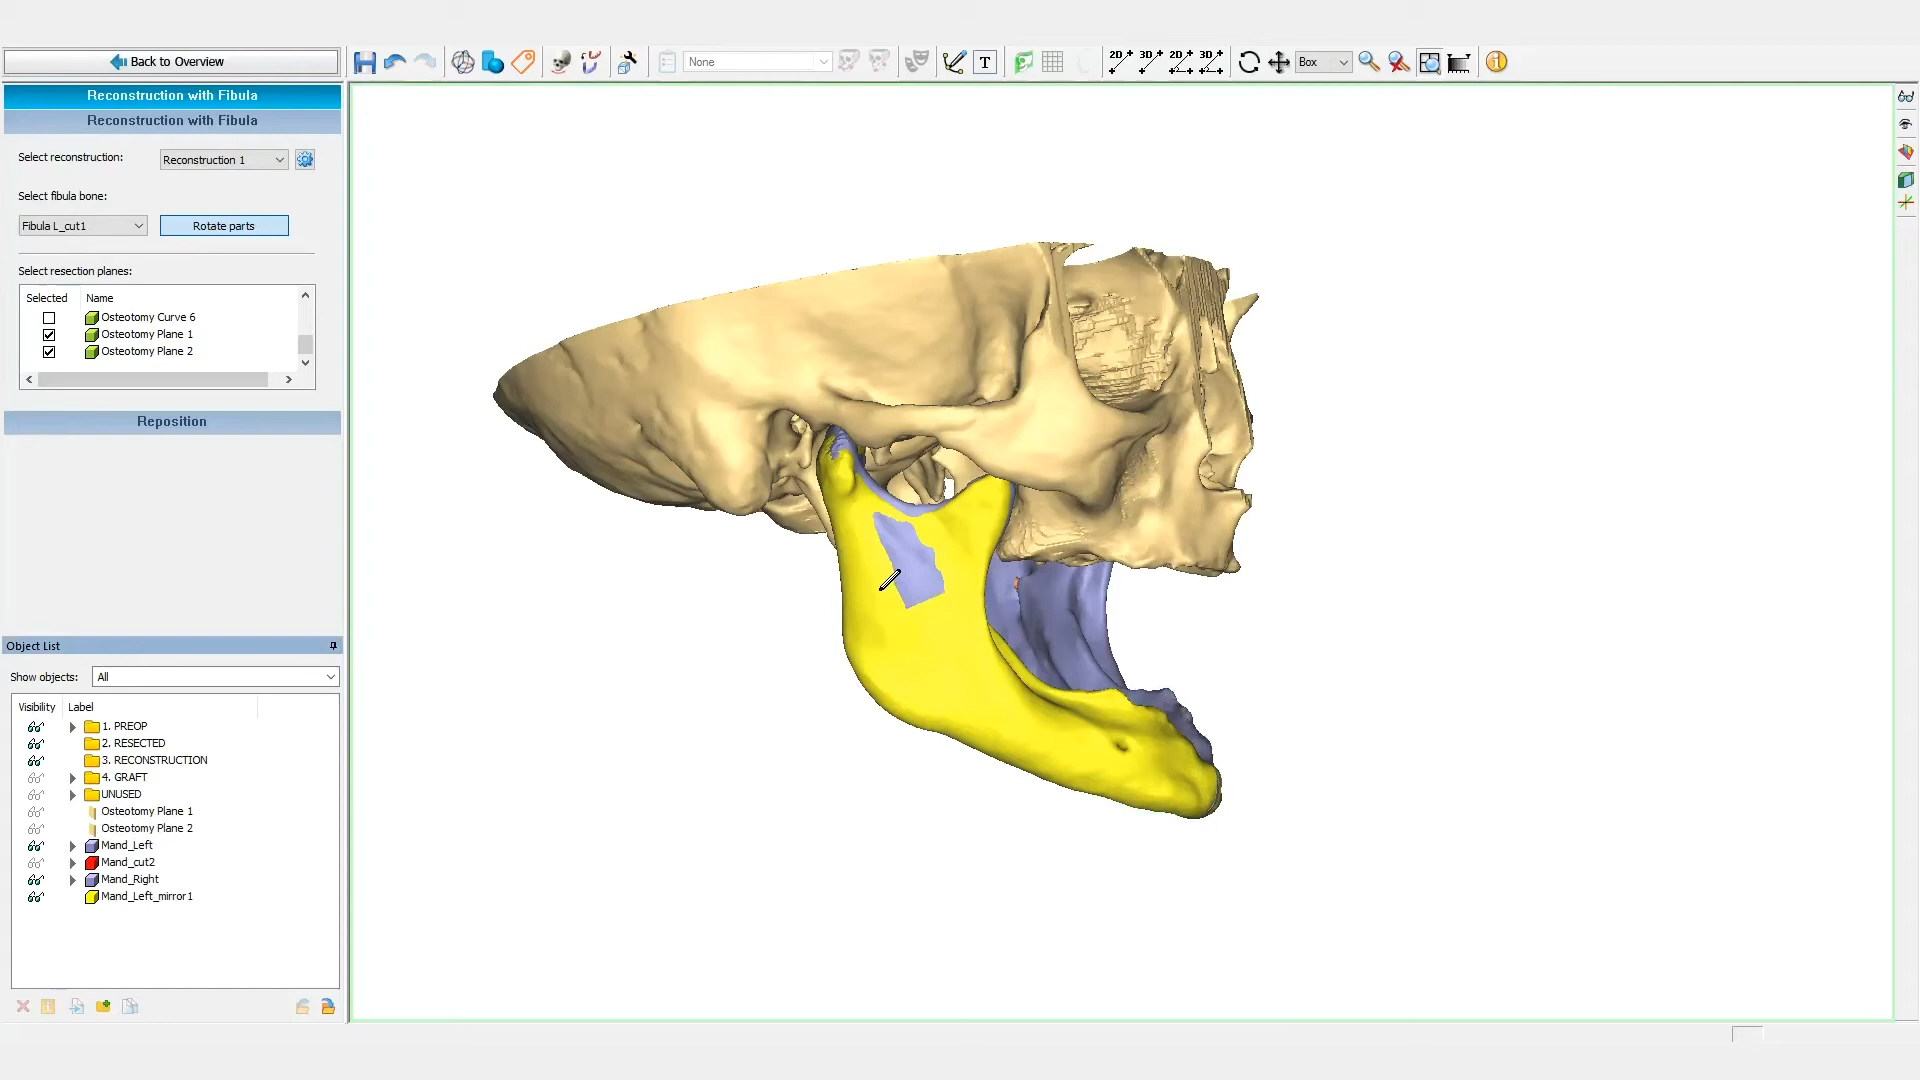 Back to Overview
None
T
2D 3D 2D 3D
Box
Reconstruction with Fibula
Reconstruction with Fibula
Select reconstruction:
Reconstruction 1
Select fibula bone:
Fibula L_cut1
Rotate parts
Select resection planes:
Selected Name
Osteotomy Curve 6
Osteotomy Plane 1
Osteotomy Plane 2
Reposition
Object List
Show objects: All
Visibility Label
1. PREOP
2. RESECTED
3. RECONSTRUCTION
4. GRAFT
UNUSED
Osteotomy Plane 1
Osteotomy Plane 2
Mand_Left
Mand_cut2
Mand_Right
Mand_Left_mirror1